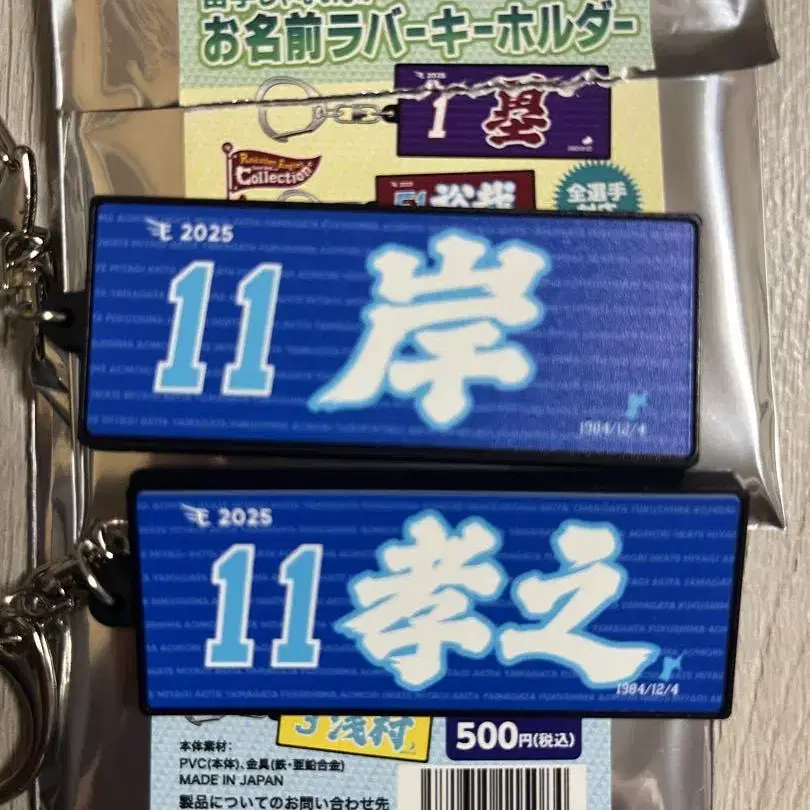 お名前ラバーキーホルダー
2025
1 塁
Rakuten Eagles
Collection
全選手
E 2025
11 岸
1984/12/4
E 2025
11 孝之
1984/12/4
浅村
500円(税込)
本体素材:
PVC(本体)、金具(鉄・亜鉛合金)
MADE IN JAPAN
製品についてのお問い合わせ先